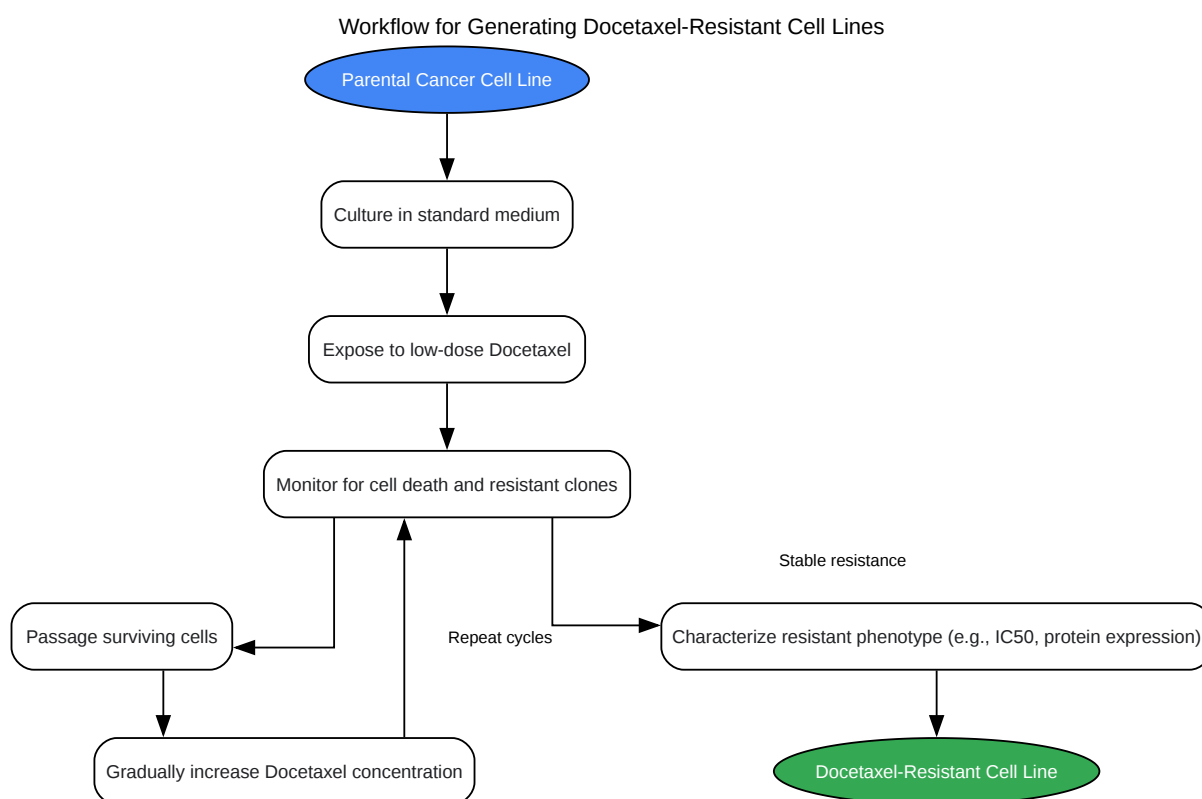 Workflow for Generating Docetaxel-Resistant Cell Lines
Parental Cancer Cell Line
Culture in standard medium
Expose to low-dose Docetaxel
Monitor for cell death and resistant clones
Stable resistance
Passage surviving cells
Repeat cycles
Characterize resistant phenotype (e.g., IC50, protein expression)
Gradually increase Docetaxel concentration
Docetaxel-Resistant Cell Line